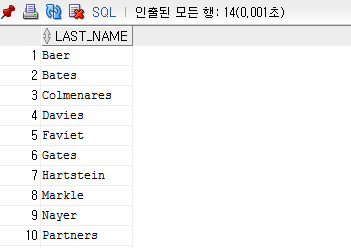 SQL | 인출된 모든 행: 14(0,001초)
LAST_NAME
1 Baer
2 Bates
3 Colmenares
4 Davies
5 Faviet
6 Gates
7 Hartstein
8 Markle
9 Nayer
10 Partners